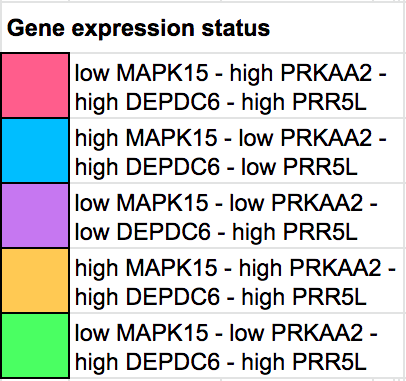 Gene expression status
low MAPK15 - high PRKAA2 -
high DEPDC6 - high PRR5L
high MAPK15 - low PRKAA2 -
high DEPDC6 - low PRR5L
low MAPK15 - low PRKAA2 -
low DEPDC6 - high PRR5L
high MAPK15 - high PRKAA2 -
high DEPDC6 - high PRR5L
low MAPK15 - low PRKAA2 -
high DEPDC6 - high PRR5L